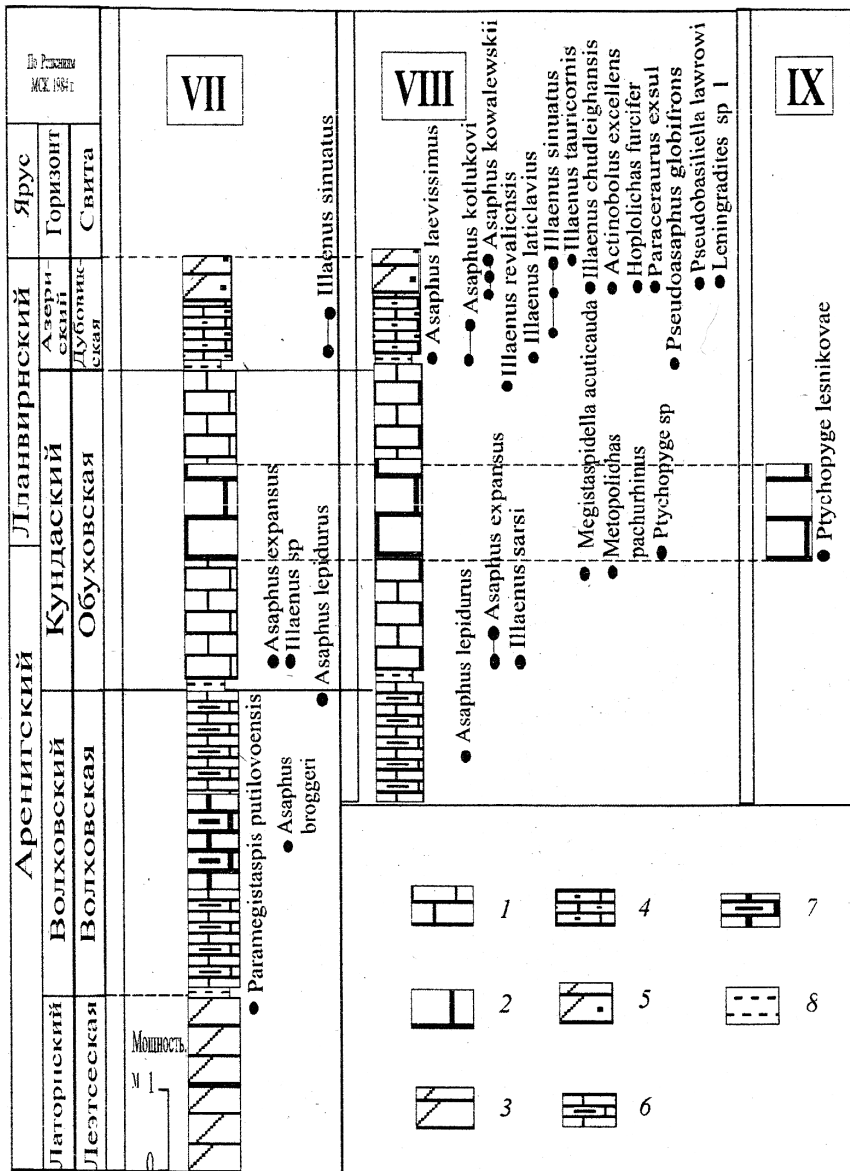 По Решениям
МСК. 1984 г
Ярус
Горизонт
Свита
Лланвирнский
Аренигский
Азери-
ский
Кундаский
Волховский
Латорпский
Дубовик-
ская
Обуховская
Волховская
Леэтсеская
VII
Illaenus sinuatus
Asaphus expansus
Illaenus sp
Asaphus lepidurus
Paramegistaspis putilovoensis
Asaphus
broggeri
Мощность.
м 1
0
VIII
Asaphus laevissimus
Asaphus kotlukovi
Asaphus kowalewskii
Illaenus revaliensis
Illaenus laticlavius
Illaenus sinuatus
Illaenus tauricornis
Illaenus chudleighansis
Actinobolus excellens
Hoplolichas furcifer
Paraceraurus exsul
Pseudoasaphus globifrons
Pseudobasiliella lawrowi
Leningradites sp 1
Asaphus lepidurus
Asaphus expansus
Illaenus sarsi
Megistaspidella acuticauda
Metopolichas
pachurhinus
Ptychopyge sp
IX
Ptychopyge lesnikovae
1
4
7
2
5
8
3
6